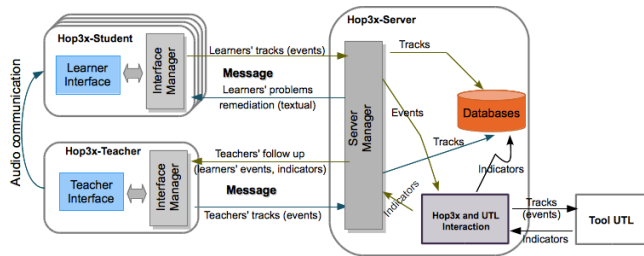 Hop3x-Server
Hop3x-Student
Learner
Interface
Interface
Manager
Learners' tracks (events)
Message
Learners' problems
remediation (textual)
Tracks
Databases
Events
Server
Manager
Audio communication
Hop3x-Teacher
Teacher
Interface
Interface
Manager
Teachers' follow up
(learners' events, indicators)
Message
Teachers' tracks (events)
Tracks
Indicators
Indicators
Hop3x and UTL
Interaction
Tracks
(events)
Indicators
Tool UTL